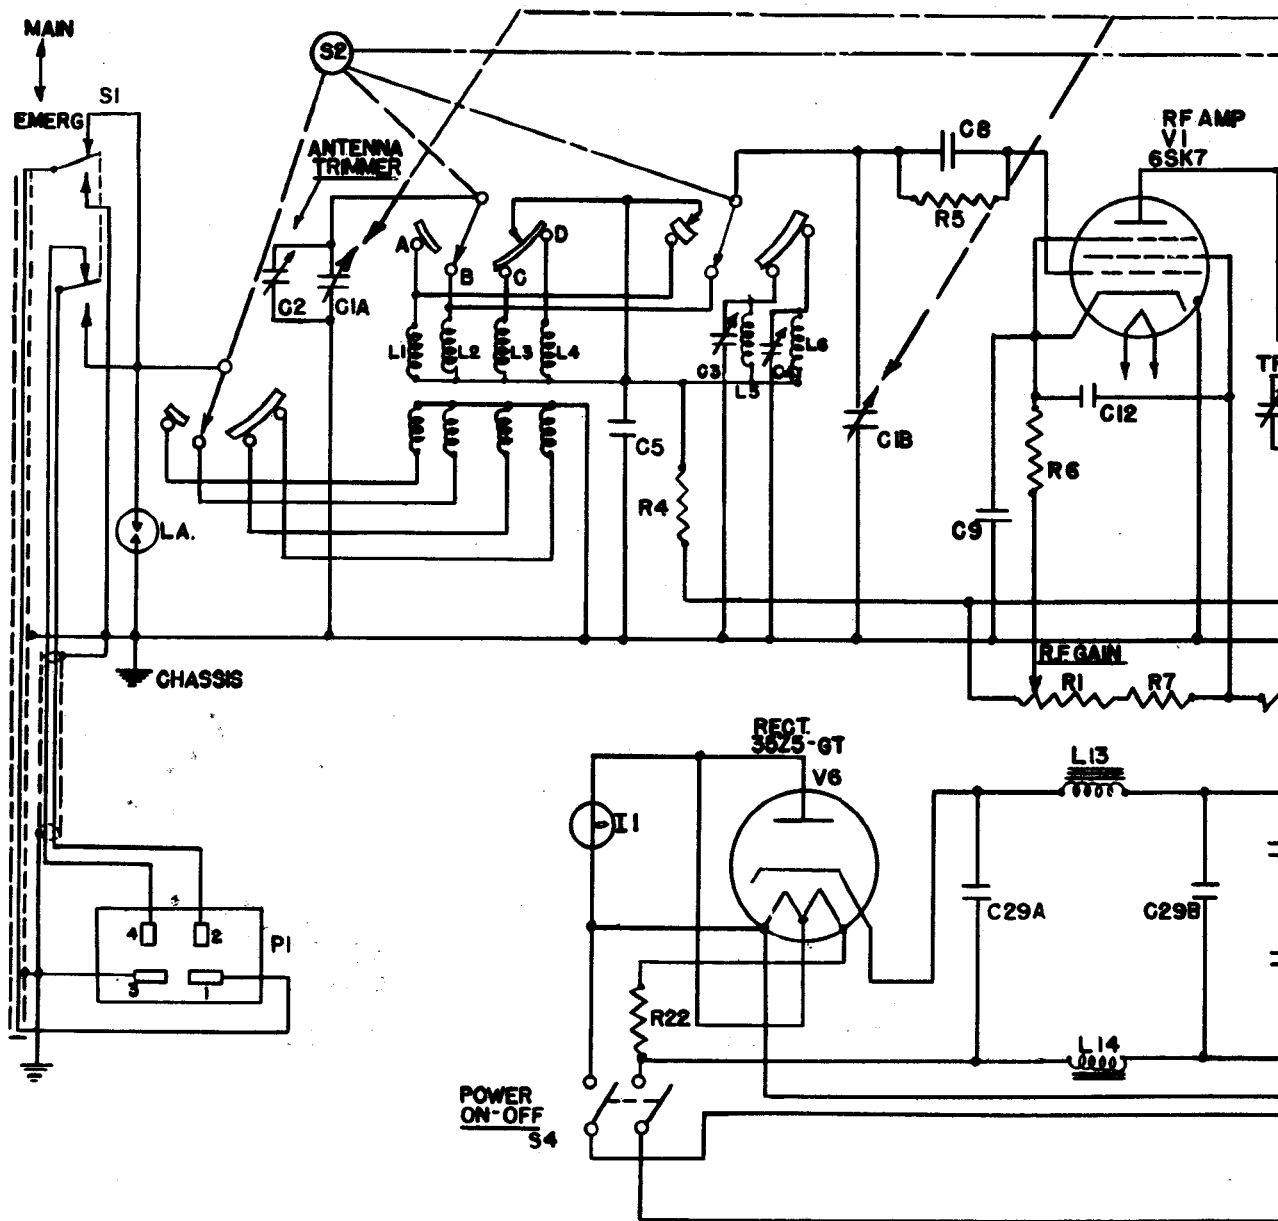 MAIN
S1
EMERG
S2
ANTENNA
TRIMMER
C8
R5
RF AMP
V1
6SK7
A
B
C
D
C2
C1A
L1
L2
L3
L4
C3
L5
L6
C1B
C12
R6
C5
R4
C9
LA.
CHASSIS
R.F. GAIN
R1
R7
RECT.
35Z5-GT
V6
I1
L13
C29A
C29B
L14
R22
POWER
ON-OFF
S4
4
2
3
1
P1